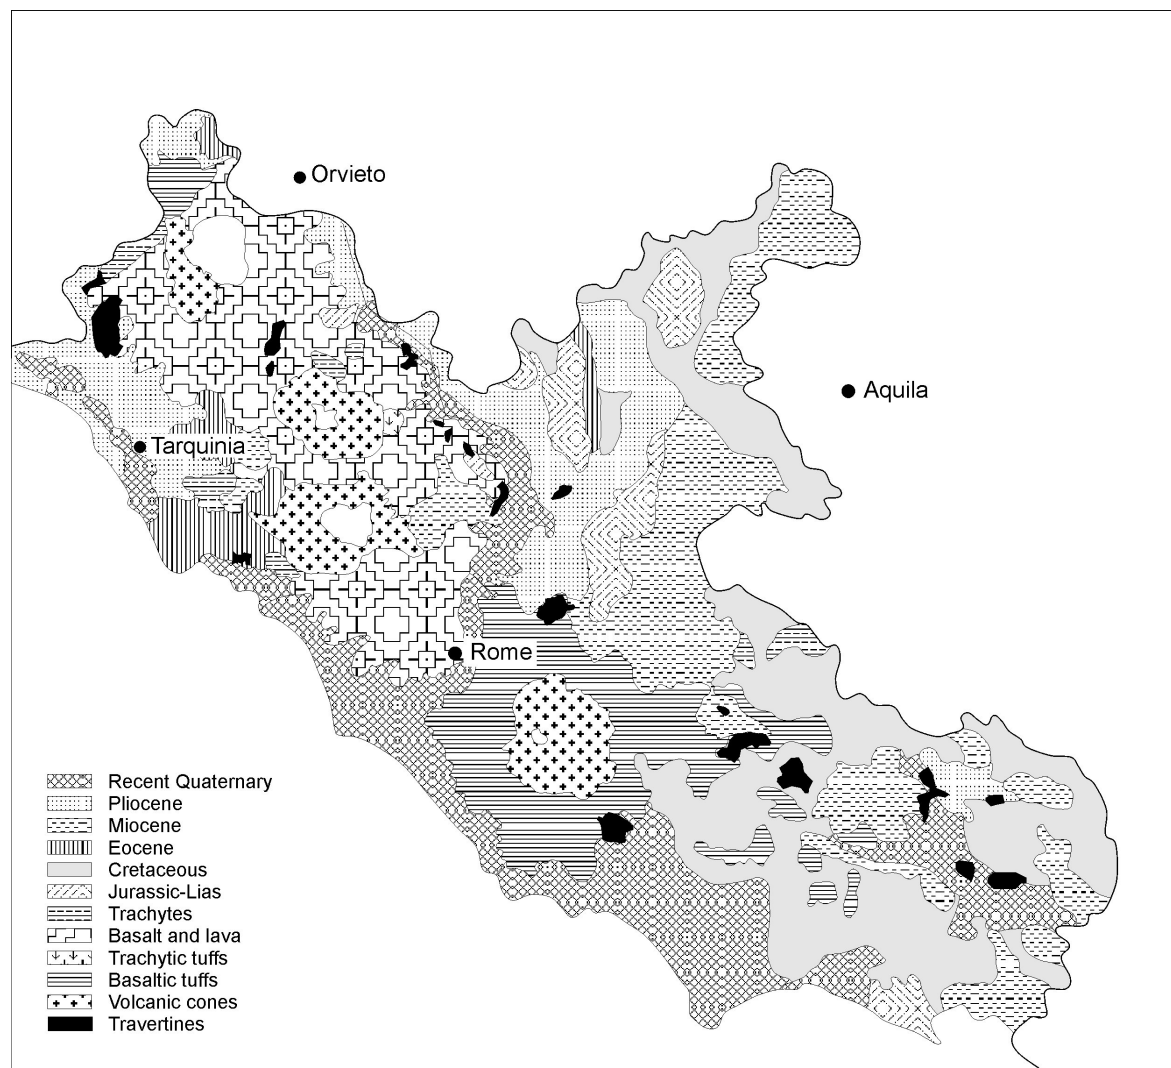 Orvieto
Aquila
Tarquinia
Rome
Recent Quaternary
Pliocene
Miocene
Eocene
Cretaceous
Jurassic-Lias
Trachytes
Basalt and lava
Trachytic tuffs
Basaltic tuffs
Volcanic cones
Travertines